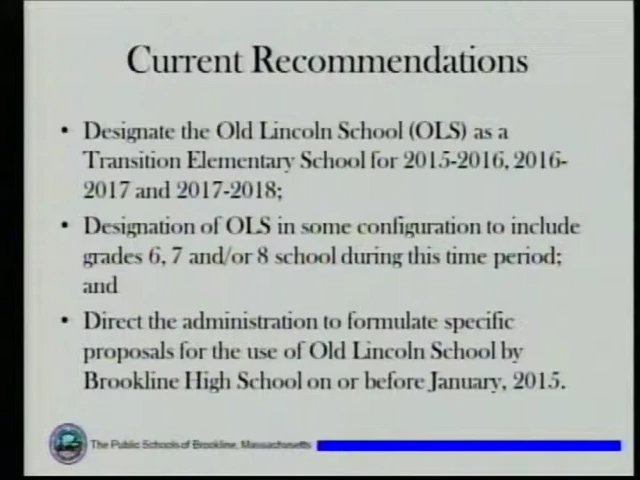 Current Recommendations
• Designate the Old Lincoln School (OLS) as a
Transition Elementary School for 2015-2016, 2016-
2017 and 2017-2018;
• Designation of OLS in some configuration to include
grades 6, 7 and/or 8 school during this time period;
and
• Direct the administration to formulate specific
proposals for the use of Old Lincoln School by
Brookline High School on or before January, 2015.
The Public Schools of Brookline, Massachusetts